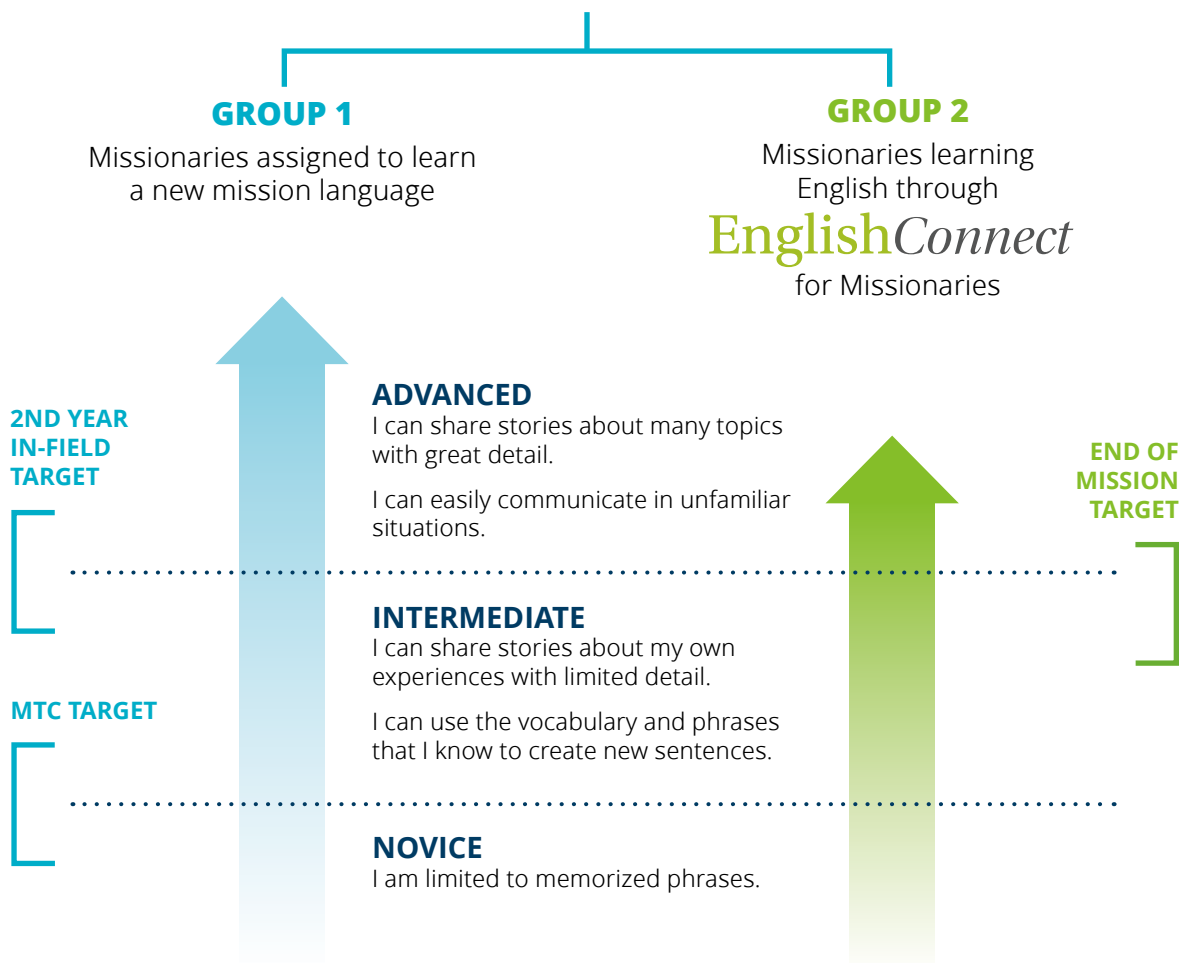 GROUP 1
Missionaries assigned to learn
a new mission language
GROUP 2
Missionaries learning
English through
EnglishConnect
for Missionaries
2ND YEAR
IN-FIELD
TARGET
MTC TARGET
ADVANCED
I can share stories about many topics
with great detail.
I can easily communicate in unfamiliar
situations.
INTERMEDIATE
I can share stories about my own
experiences with limited detail.
I can use the vocabulary and phrases
that I know to create new sentences.
NOVICE
I am limited to memorized phrases.
END OF
MISSION
TARGET